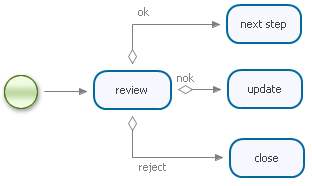 ok
next step
review
nok
update
reject
close